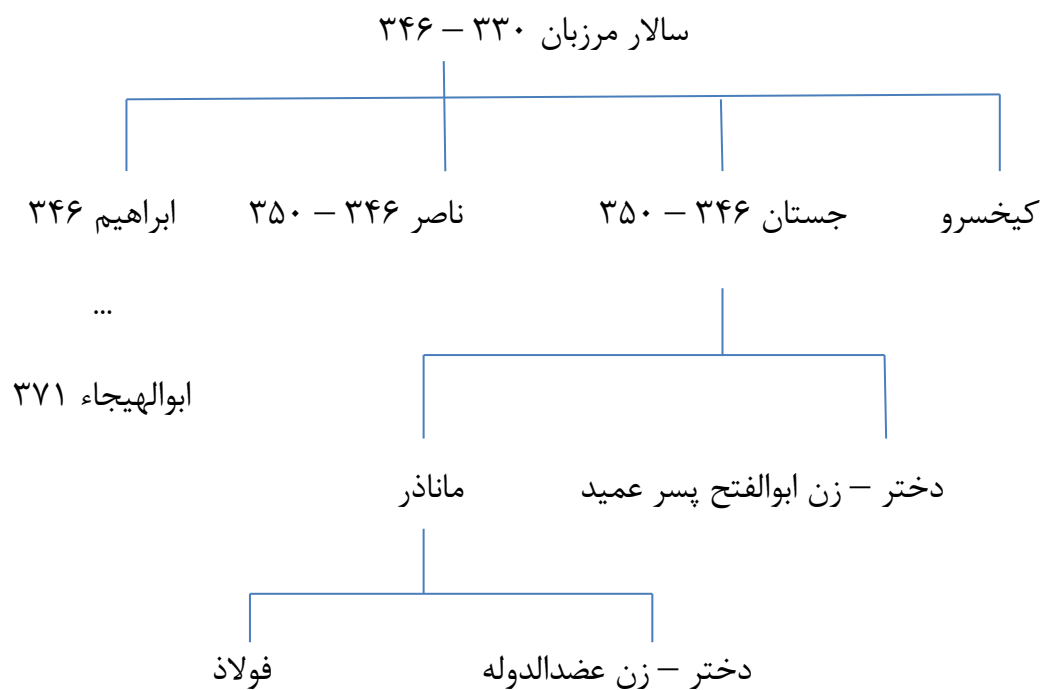 سالار مرزبان ۳۳۰ – ۳۴۶
کیخسرو
جستان ۳۴۶ – ۳۵۰
ناصر ۳۴۶ – ۳۵۰
ابراهیم ۳۴۶
...
ابوالهیجاء ۳۷۱
دختر – زن ابوالفتح پسر عمید
ماناذر
دختر – زن عضدالدوله
فولاذ